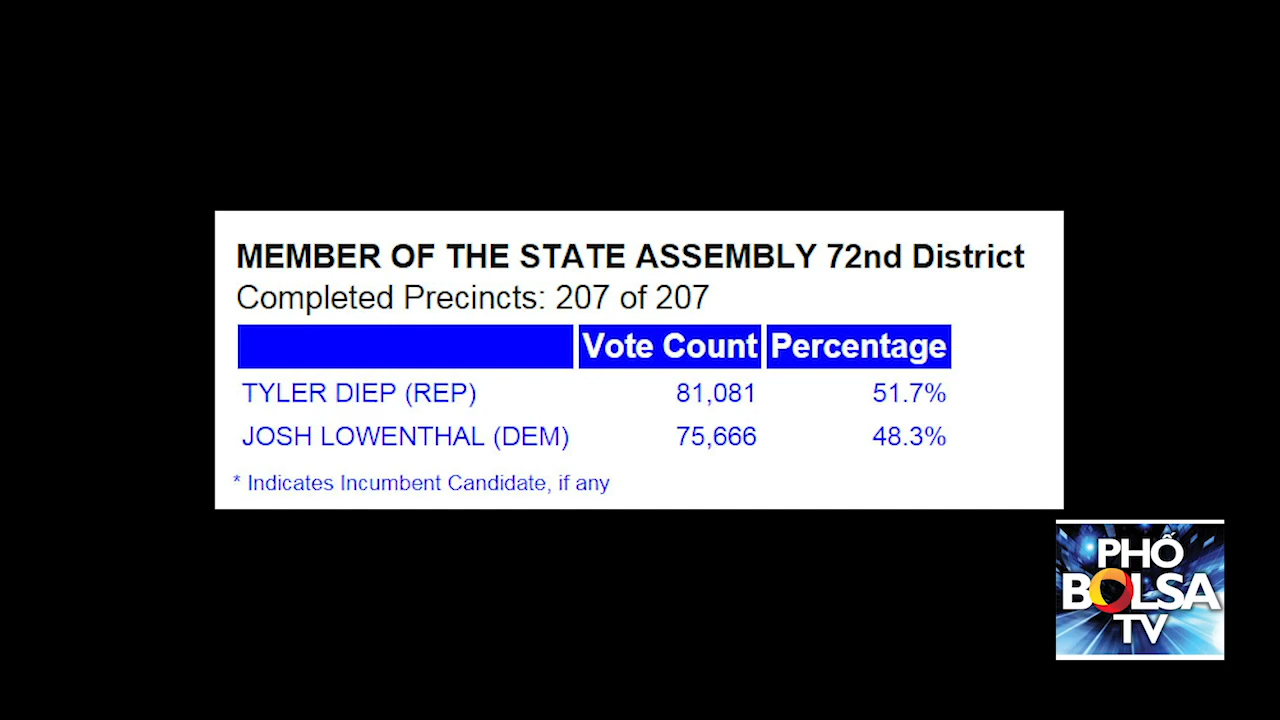 MEMBER OF THE STATE ASSEMBLY 72nd District
Completed Precincts: 207 of 207
Vote Count Percentage
TYLER DIEP (REP) 81,081 51.7%
JOSH LOWENTHAL (DEM) 75,666 48.3%
* Indicates Incumbent Candidate, if any
PHỐ
BOLSA
TV